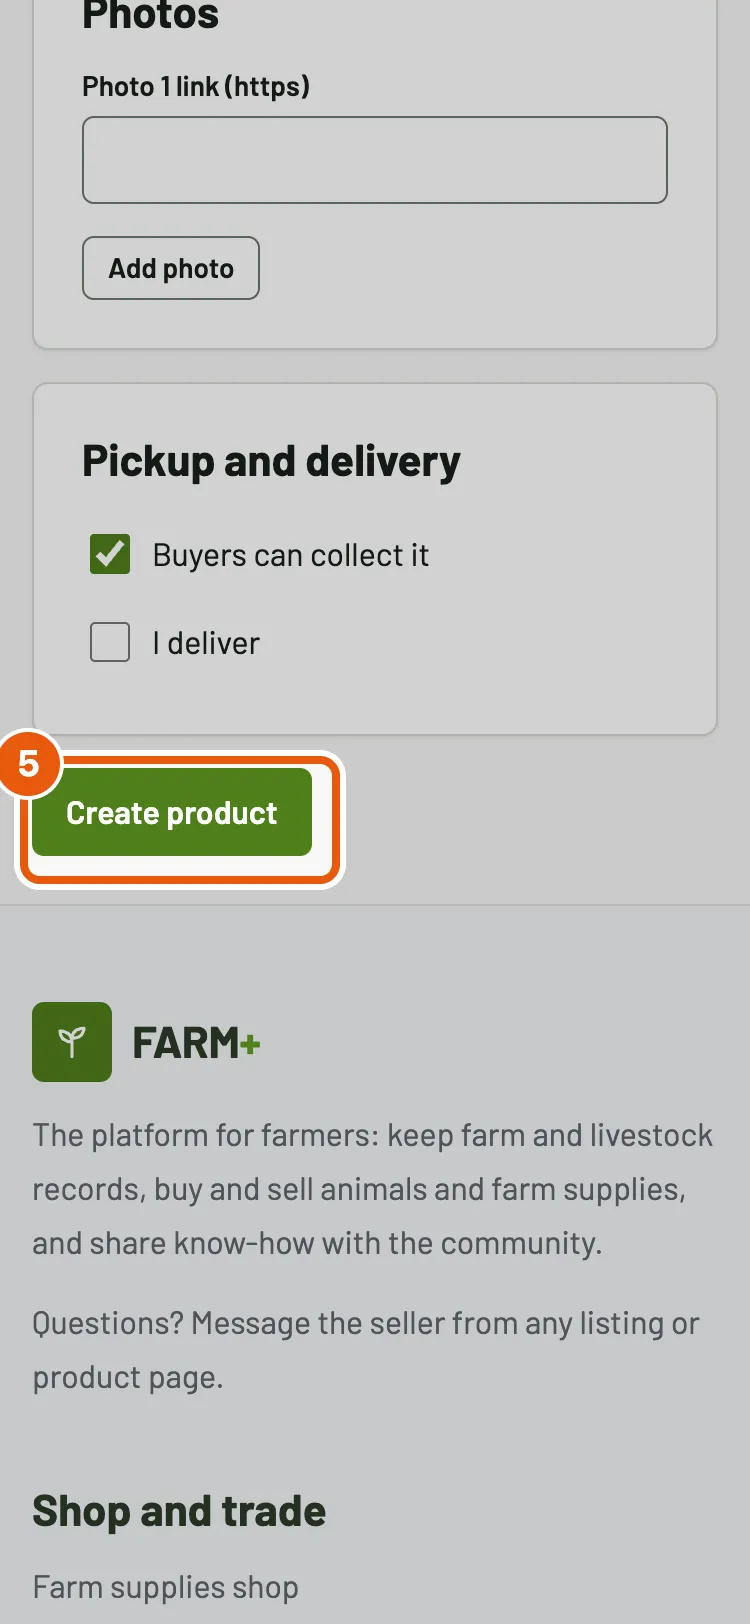 Photos
Photo 1 link (https)
Add photo
Pickup and delivery
Buyers can collect it
I deliver
5
Create product
FARM+
The platform for farmers: keep farm and livestock
records, buy and sell animals and farm supplies,
and share know-how with the community.
Questions? Message the seller from any listing or
product page.
Shop and trade
Farm supplies shop